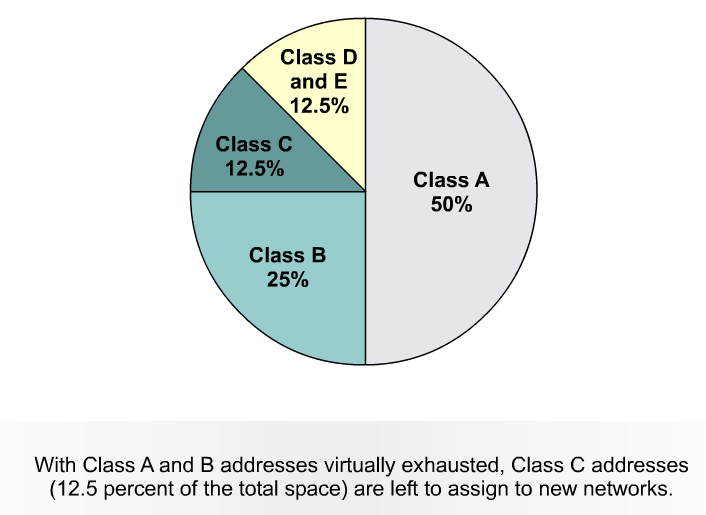 Class D
and E
12.5%
Class C
12.5%
Class A
50%
Class B
25%
With Class A and B addresses virtually exhausted, Class C addresses
(12.5 percent of the total space) are left to assign to new networks.